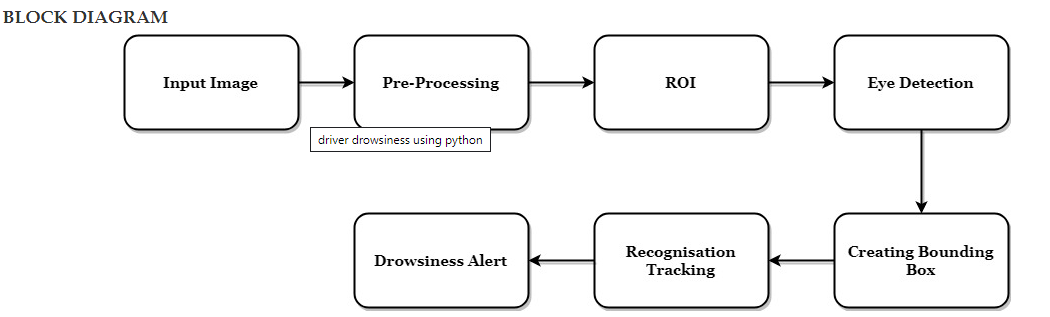 BLOCK DIAGRAM
Input Image
Pre-Processing
ROI
Eye Detection
driver drowsiness using python
Creating Bounding
Box
Recognisation
Tracking
Drowsiness Alert